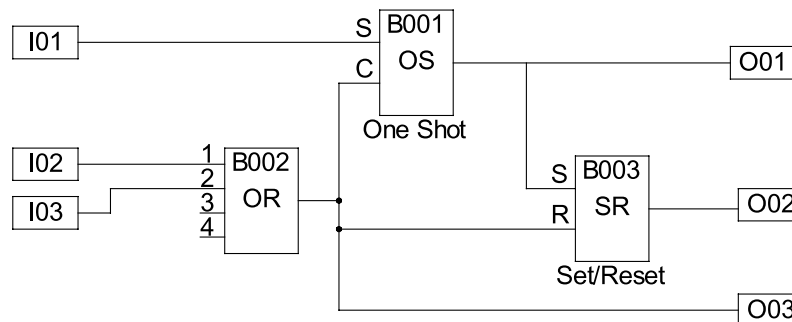 I01
S
B001
OS
C
One Shot
O01
I02
I03
1
2
3
4
B002
OR
S
B003
SR
R
Set/Reset
O02
O03